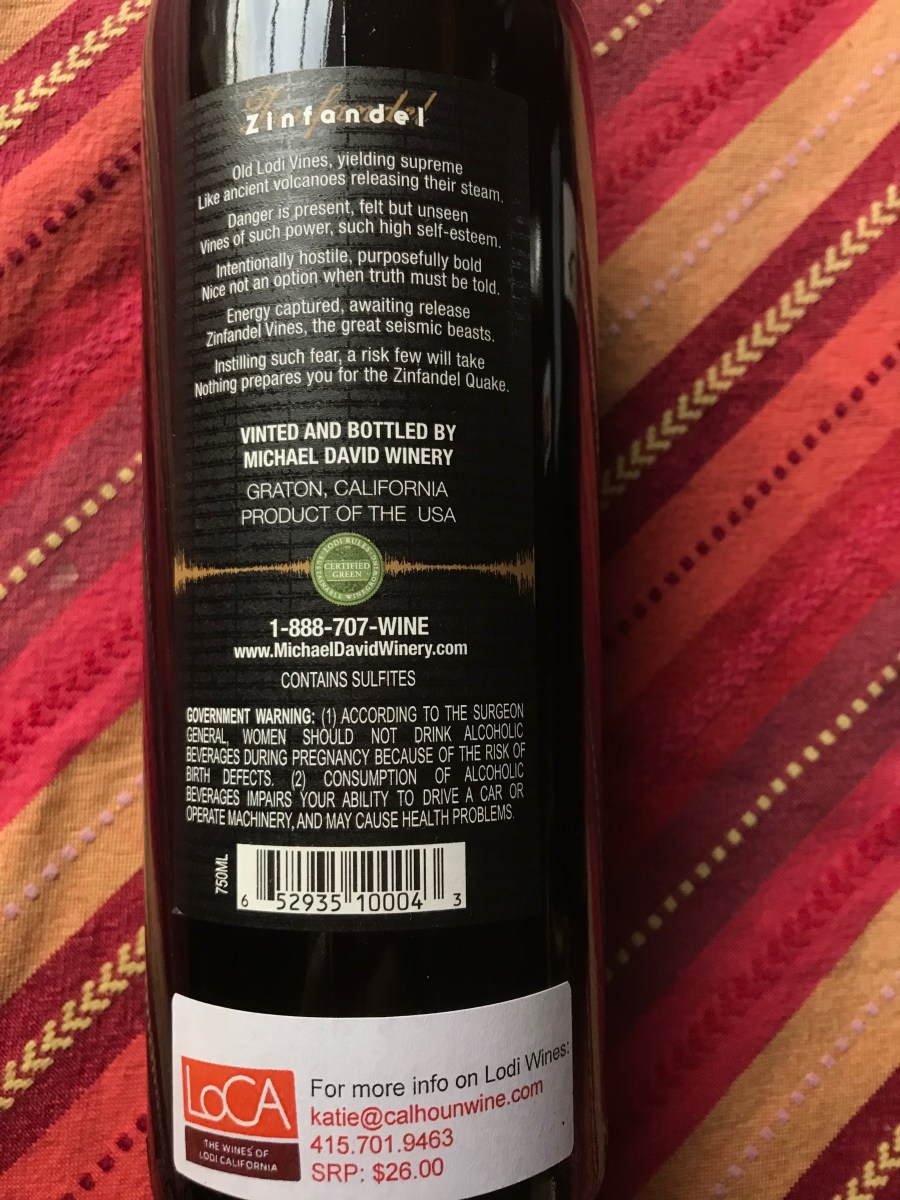 Zinfandel
Zinfandel
Old Lodi Vines, yielding supreme
Like ancient volcanoes releasing their steam.
Danger is present, felt but unseen
Vines of such power, such high self-esteem.
Intentionally hostile, purposefully bold
Nice not an option when truth must be told.
Energy captured, awaiting release
Zinfandel Vines, the great seismic beasts.
Instilling such fear, a risk few will take
Nothing prepares you for the Zinfandel Quake.
VINTED AND BOTTLED BY
MICHAEL DAVID WINERY
GRATON, CALIFORNIA
PRODUCT OF THE USA
LODI RULES
CERTIFIED
GREEN
SUSTAINABLE WINEGROWING
1-888-707-WINE
www.MichaelDavidWinery.com
CONTAINS SULFITES
GOVERNMENT WARNING: (1) ACCORDING TO THE SURGEON
GENERAL, WOMEN SHOULD NOT DRINK ALCOHOLIC
BEVERAGES DURING PREGNANCY BECAUSE OF THE RISK OF
BIRTH DEFECTS. (2) CONSUMPTION OF ALCOHOLIC
BEVERAGES IMPAIRS YOUR ABILITY TO DRIVE A CAR OR
OPERATE MACHINERY, AND MAY CAUSE HEALTH PROBLEMS.
750ML
6 52935 10004 3
LoCA
THE WINES OF
LODI CALIFORNIA
For more info on Lodi Wines:
katie@calhounwine.com
415.701.9463
SRP: $26.00